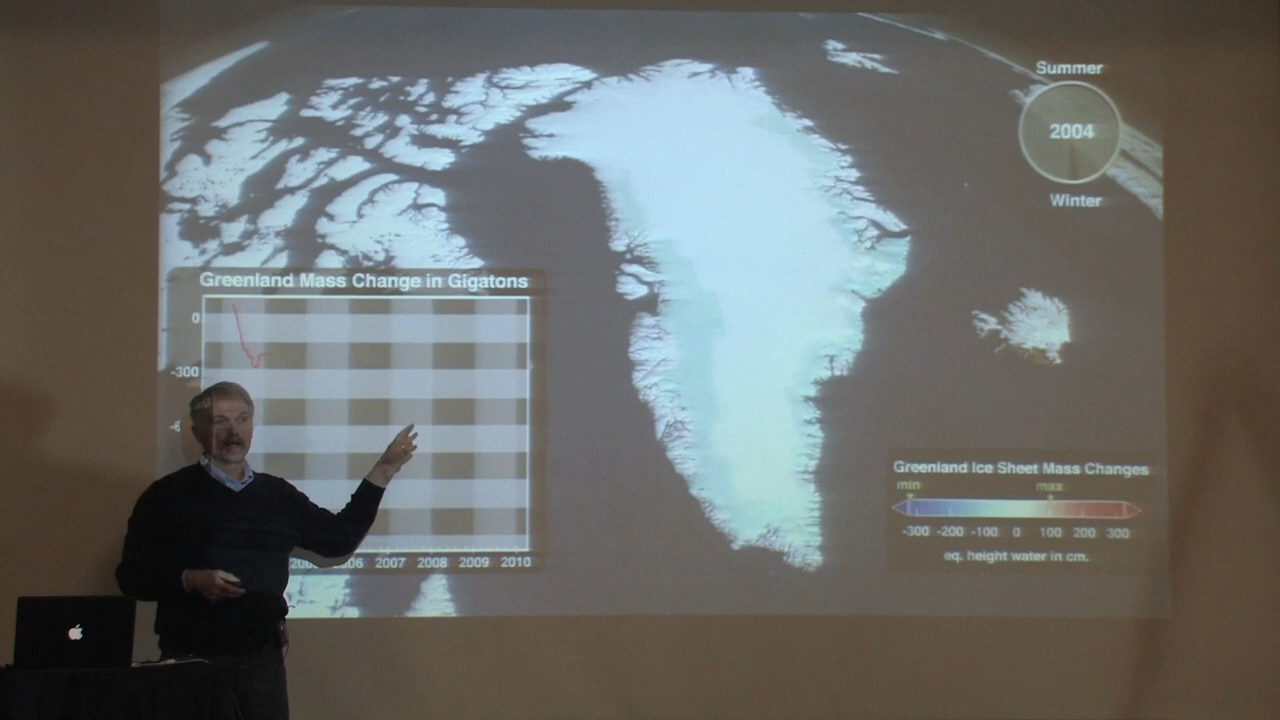 Summer
2004
Winter
Greenland Mass Change in Gigatons
0
-300
2007 2008 2009 2010
Greenland Ice Sheet Mass Changes
min max
-300 -200 -100 0 100 200 300
eq. height water in cm.